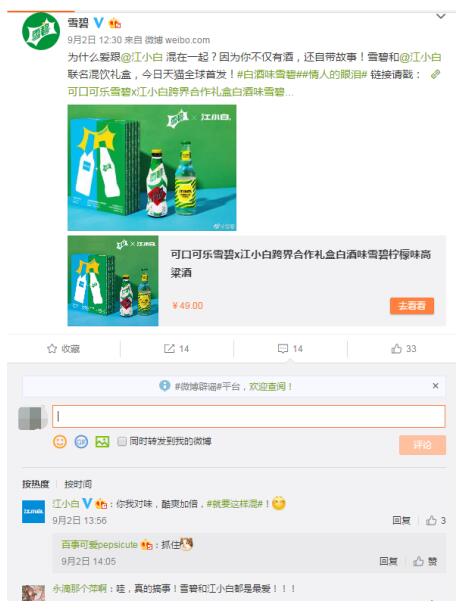 雪碧
9月2日 12:30 来自 微博 weibo.com
为什么爱跟@江小白 混在一起？因为你不仅有酒，还自带故事！雪碧和@江小白
联名混饮礼盒，今日天猫全球首发！#白酒味雪碧##情人的眼泪# 链接请戳：
可口可乐雪碧x江小白跨界合作礼盒白酒味雪碧...
雪碧 × 江小白
可口可乐雪碧x江小白跨界合作礼盒白酒味雪碧柠檬味高
粱酒
¥49.00
去看看
收藏
14
14
33
#微博辟谣#平台，欢迎查阅！
同时转发到我的微博
评论
按热度 按时间
江小白：你我对味，酷爽加倍，#就要这样混#！
9月2日 13:56 回复 3
百事可爱pepsicute：抓住
9月2日 14:05 回复 赞
永滴那个萍啊：哇，真的搞事！雪碧和江小白都是最爱！！！